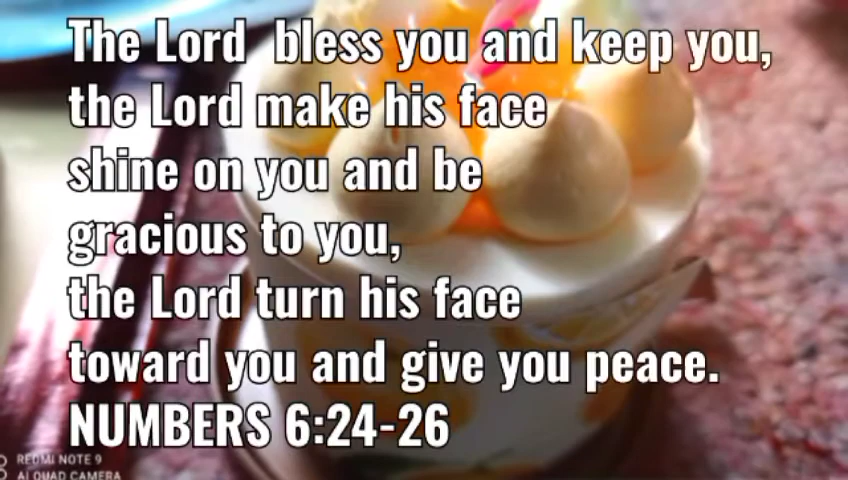 The Lord bless you and keep you,
the Lord make his face
shine on you and be
gracious to you,
the Lord turn his face
toward you and give you peace.
NUMBERS 6:24-26
REDMI NOTE 9
AI QUAD CAMERA